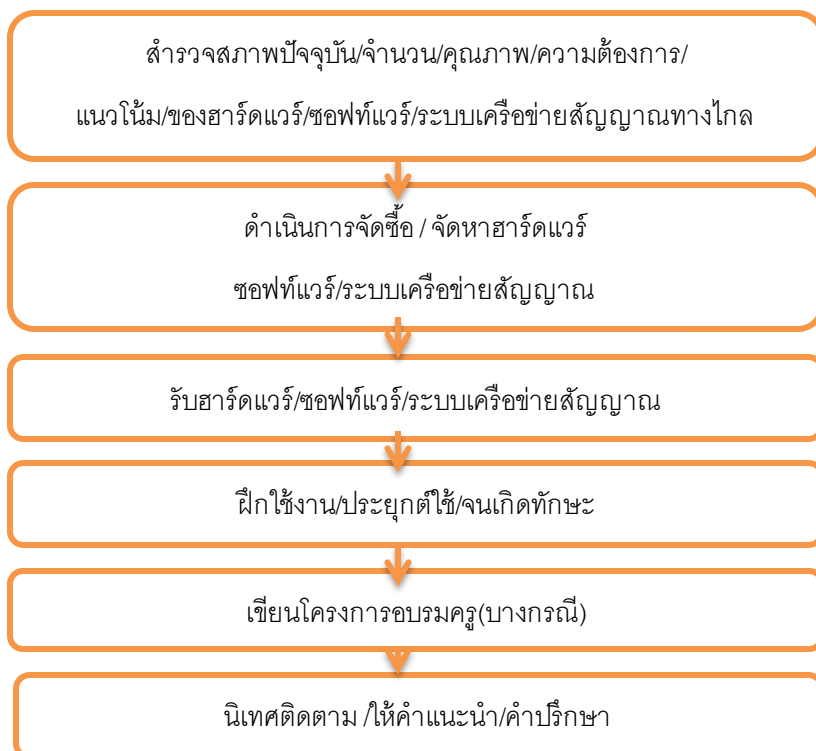 สำรวจสภาพปัจจุบัน/จำนวน/คุณภาพ/ความต้องการ/
แนวโน้ม/ของฮาร์ดแวร์/ซอฟท์แวร์/ระบบเครือข่ายสัญญาณทางไกล
ดำเนินการจัดซื้อ / จัดหาฮาร์ดแวร์
ซอฟท์แวร์/ระบบเครือข่ายสัญญาณ
รับฮาร์ดแวร์/ซอฟท์แวร์/ระบบเครือข่ายสัญญาณ
ฝึกใช้งาน/ประยุกต์ใช้/จนเกิดทักษะ
เขียนโครงการอบรมครู(บางกรณี)
นิเทศติดตาม /ให้คำแนะนำ/คำปรึกษา